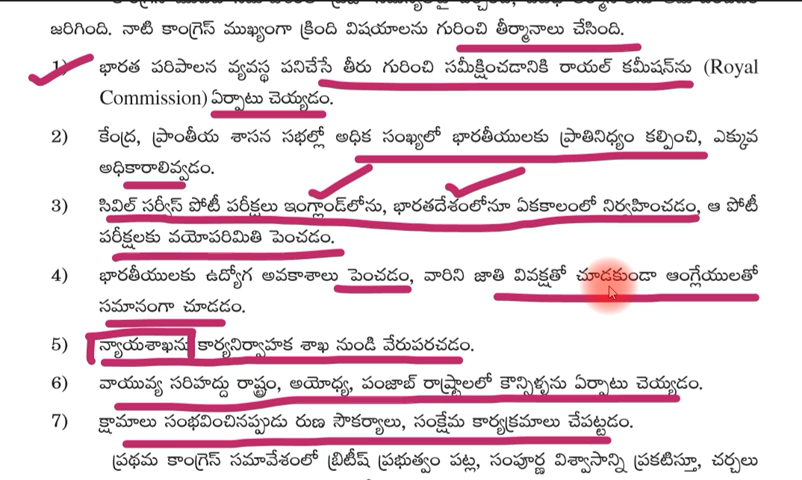 జరిగింది. నాటి కాంగ్రెస్ ముఖ్యంగా క్రింది విషయాలను గురించి తీర్మానాలు చేసింది.
1) భారత పరిపాలన వ్యవస్థ పనిచేసే తీరు గురించి సమీక్షించడానికి రాయల్ కమీషన్‌ను (Royal
Commission) ఏర్పాటు చెయ్యడం.
2) కేంద్ర, ప్రాంతీయ శాసన సభల్లో అధిక సంఖ్యలో భారతీయులకు ప్రాతినిధ్యం కల్పించి, ఎక్కువ
అధికారాలివ్వడం.
3) సివిల్ సర్వీస్ పోటీ పరీక్షలు ఇంగ్లాండ్‌లోను, భారతదేశంలోనూ ఏకకాలంలో నిర్వహించడం, ఆ పోటీ
పరీక్షలకు వయోపరిమితి పెంచడం.
4) భారతీయులకు ఉద్యోగ అవకాశాలు పెంచడం, వారిని జాతి వివక్షతో చూడకుండా ఆంగ్లేయులతో
సమానంగా చూడడం.
5) న్యాయశాఖను కార్యనిర్వాహక శాఖ నుండి వేరుపరచడం.
6) వాయువ్య సరిహద్దు రాష్ట్రం, అయోధ్య, పంజాబ్ రాష్ట్రాలలో కౌన్సిళ్ళను ఏర్పాటు చెయ్యడం.
7) క్షామాలు సంభవించినప్పుడు రుణ సౌకర్యాలు, సంక్షేమ కార్యక్రమాలు చేపట్టడం.
ప్రథమ కాంగ్రెస్ సమావేశంలో బ్రిటీష్ ప్రభుత్వం పట్ల, సంపూర్ణ విశ్వాసాన్ని ప్రకటిస్తూ, చర్చలు